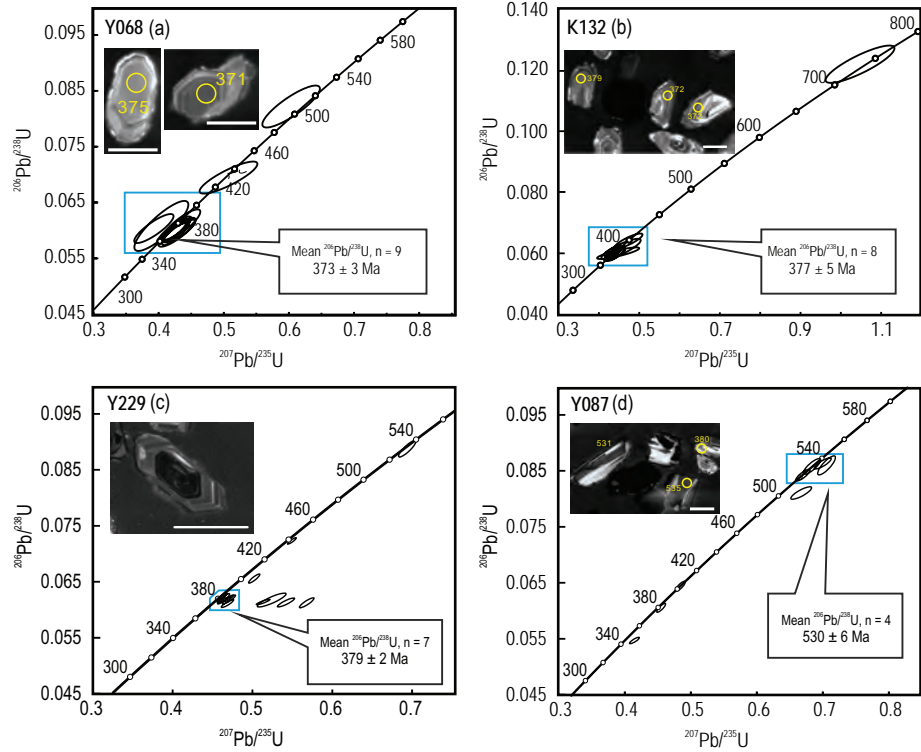 Y068 (a)
375
371
580
540
500
460
420
380
340
300
0.095
0.085
0.075
0.065
0.055
0.045
²⁰⁶Pb/²³⁸U
Mean ²⁰⁶Pb/²³⁸U, n = 9
373 ± 3 Ma
0.3 0.4 0.5 0.6 0.7 0.8
²⁰⁷Pb/²³⁵U
K132 (b)
379
372
800
700
600
500
400
300
0.140
0.120
0.100
0.080
0.060
0.040
²⁰⁶Pb/²³⁸U
Mean ²⁰⁶Pb/²³⁸U, n = 8
377 ± 5 Ma
0.3 0.5 0.7 0.9 1.1
²⁰⁷Pb/²³⁵U
Y229 (c)
540
500
460
420
380
340
300
0.095
0.085
0.075
0.065
0.055
0.045
²⁰⁶Pb/²³⁸U
Mean ²⁰⁶Pb/²³⁸U, n = 7
379 ± 2 Ma
0.3 0.4 0.5 0.6 0.7
²⁰⁷Pb/²³⁵U
Y087 (d)
531
380
535
580
540
500
460
420
380
340
300
0.095
0.085
0.075
0.065
0.055
0.045
²⁰⁶Pb/²³⁸U
Mean ²⁰⁶Pb/²³⁸U, n = 4
530 ± 6 Ma
0.3 0.4 0.5 0.6 0.7 0.8
²⁰⁷Pb/²³⁵U